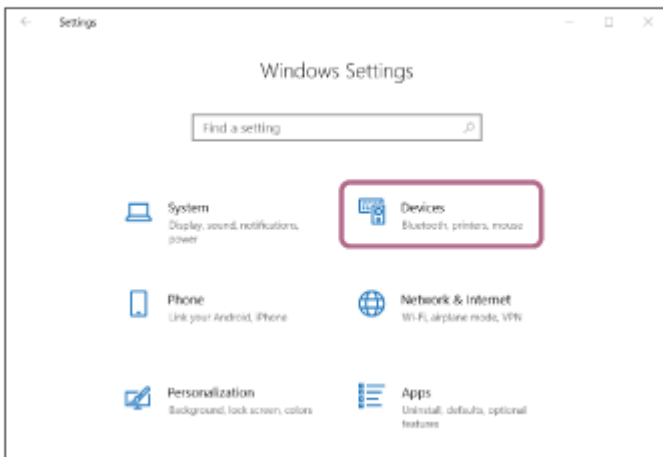 Settings
Windows Settings
Find a setting
System
Display, sound, notifications,
power
Devices
Bluetooth, printers, mouse
Phone
Link your Android, iPhone
Network & Internet
Wi-Fi, airplane mode, VPN
Personalization
Background, lock screen, colors
Apps
Uninstall, defaults, optional
features